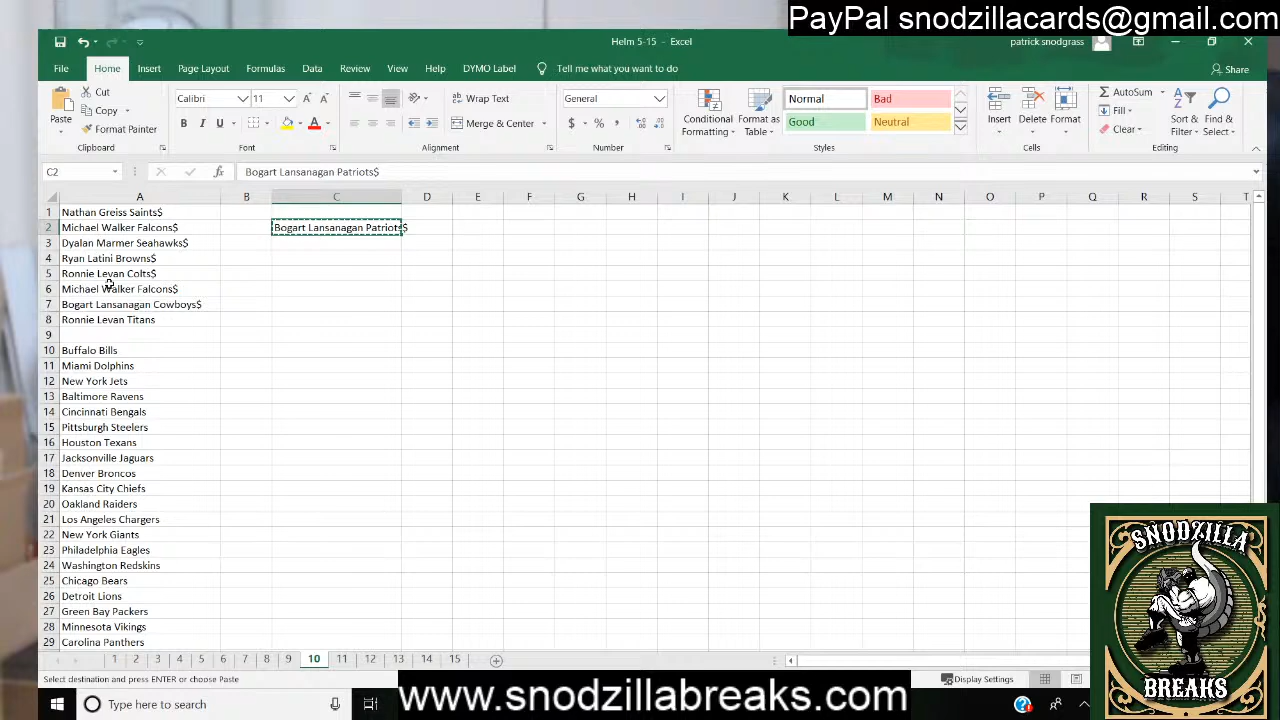 PayPal snodzillacards@gmail.com
Helm 5-15 - Excel
patrick snodgrass
File Home Insert Page Layout Formulas Data Review View Help DYMO Label Tell me what you want to do Share
Paste
Cut
Copy
Format Painter
Clipboard
Calibri 11
B I U
Font
Wrap Text
Merge & Center
Alignment
General
$ % ,
Number
Conditional Formatting
Format as Table
Normal Bad
Good Neutral
Styles
Insert Delete Format
Cells
AutoSum
Fill
Clear
Sort & Filter
Find & Select
Editing
C2 fx Bogart Lansanagan Patriots$
A B C D E F G H I J K L M N O P Q R S T
1 Nathan Greiss Saints$
2 Michael Walker Falcons$ Bogart Lansanagan Patriots$
3 Dyalan Marmer Seahawks$
4 Ryan Latini Browns$
5 Ronnie Levan Colts$
6 Michael Walker Falcons$
7 Bogart Lansanagan Cowboys$
8 Ronnie Levan Titans
9
10 Buffalo Bills
11 Miami Dolphins
12 New York Jets
13 Baltimore Ravens
14 Cincinnati Bengals
15 Pittsburgh Steelers
16 Houston Texans
17 Jacksonville Jaguars
18 Denver Broncos
19 Kansas City Chiefs
20 Oakland Raiders
21 Los Angeles Chargers
22 New York Giants
23 Philadelphia Eagles
24 Washington Redskins
25 Chicago Bears
26 Detroit Lions
27 Green Bay Packers
28 Minnesota Vikings
29 Carolina Panthers
1 2 3 4 5 6 7 8 9 10 11 12 13 14 15
Select destination and press ENTER or choose Paste
Display Settings
Type here to search
www.snodzillabreaks.com
SNODZILLA
BREAKS